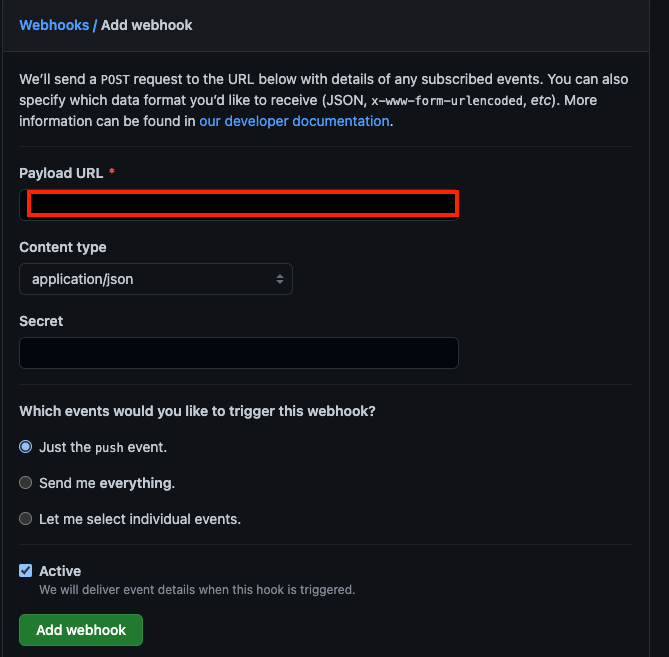 Webhooks / Add webhook
We’ll send a POST request to the URL below with details of any subscribed events. You can also
specify which data format you’d like to receive (JSON, x-www-form-urlencoded, etc). More
information can be found in our developer documentation.
Payload URL *
Content type
application/json
Secret
Which events would you like to trigger this webhook?
Just the push event.
Send me everything.
Let me select individual events.
Active
We will deliver event details when this hook is triggered.
Add webhook